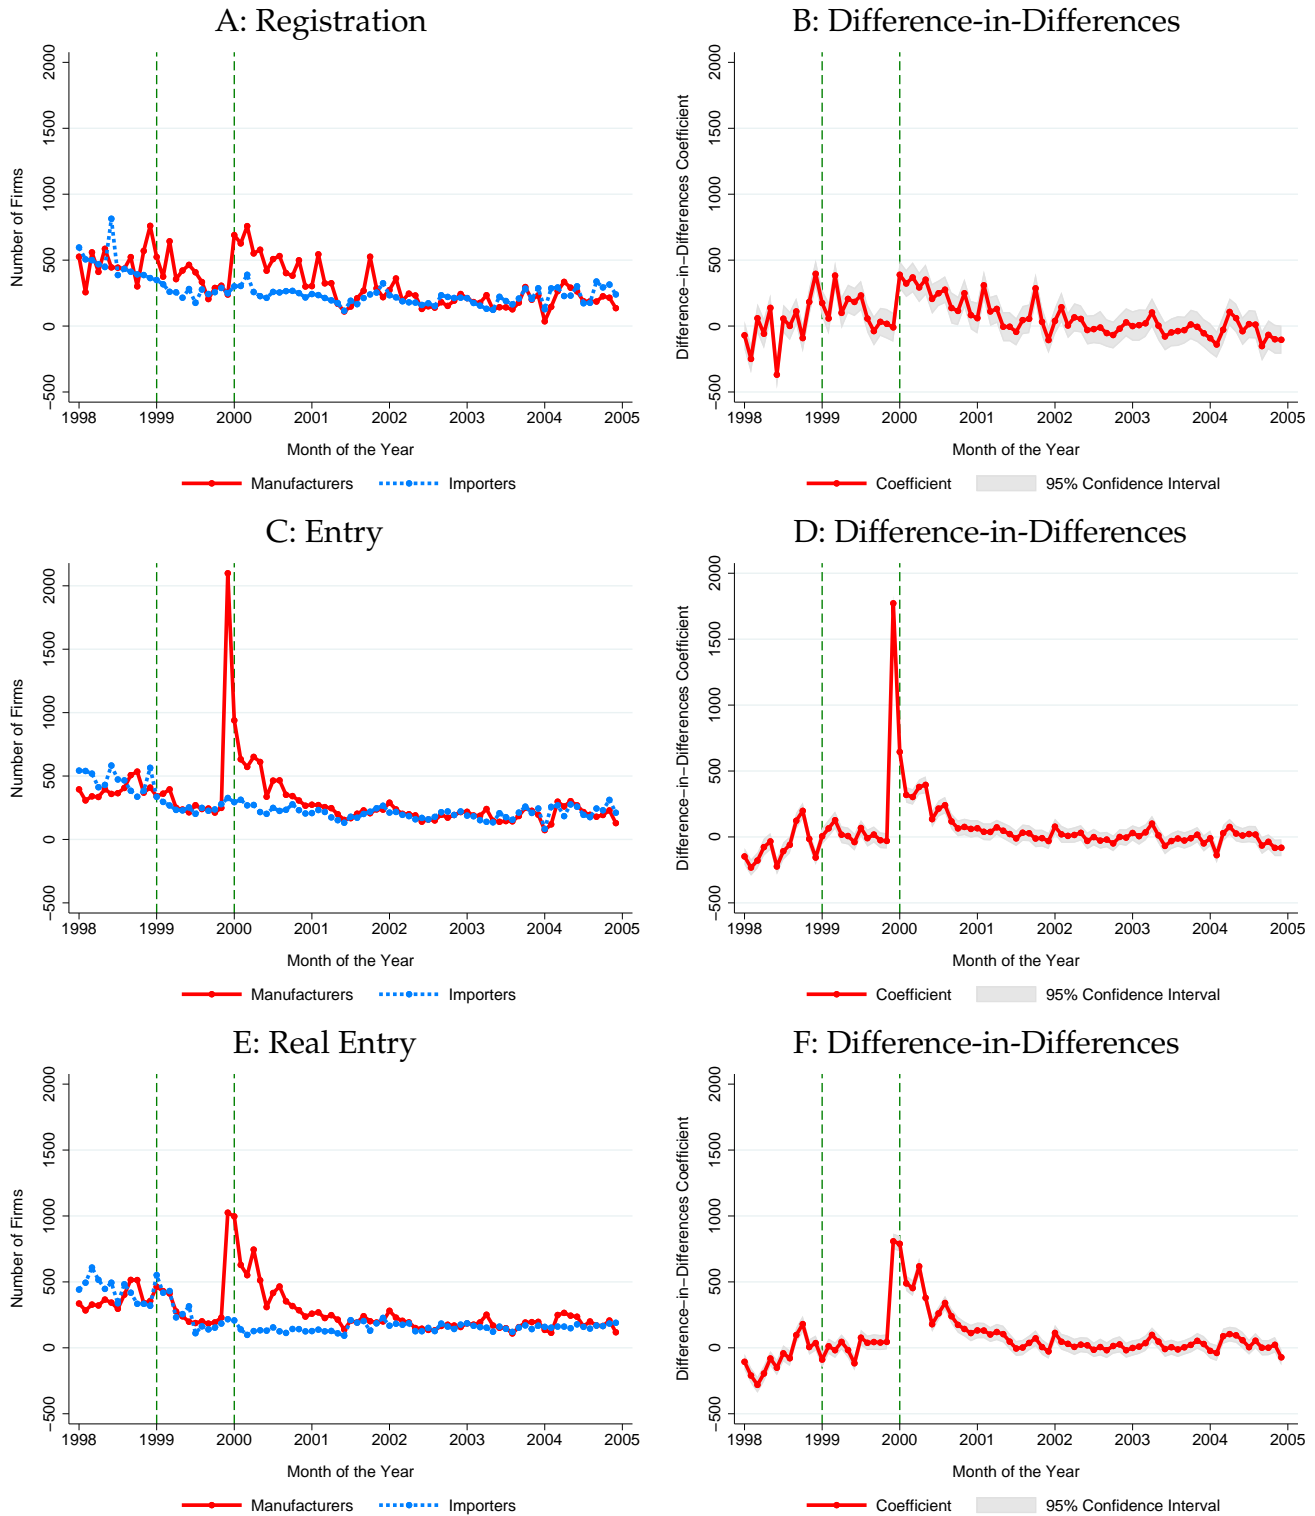 A: Registration
Number of Firms
2000
1500
1000
500
0
−500
1998 1999 2000 2001 2002 2003 2004 2005
Month of the Year
Manufacturers Importers
B: Difference-in-Differences
Difference−in−Differences Coefficient
2000
1500
1000
500
0
−500
1998 1999 2000 2001 2002 2003 2004 2005
Month of the Year
Coefficient 95% Confidence Interval
C: Entry
Number of Firms
2000
1500
1000
500
0
−500
1998 1999 2000 2001 2002 2003 2004 2005
Month of the Year
Manufacturers Importers
D: Difference-in-Differences
Difference−in−Differences Coefficient
2000
1500
1000
500
0
−500
1998 1999 2000 2001 2002 2003 2004 2005
Month of the Year
Coefficient 95% Confidence Interval
E: Real Entry
Number of Firms
2000
1500
1000
500
0
−500
1998 1999 2000 2001 2002 2003 2004 2005
Month of the Year
Manufacturers Importers
F: Difference-in-Differences
Difference−in−Differences Coefficient
2000
1500
1000
500
0
−500
1998 1999 2000 2001 2002 2003 2004 2005
Month of the Year
Coefficient 95% Confidence Interval